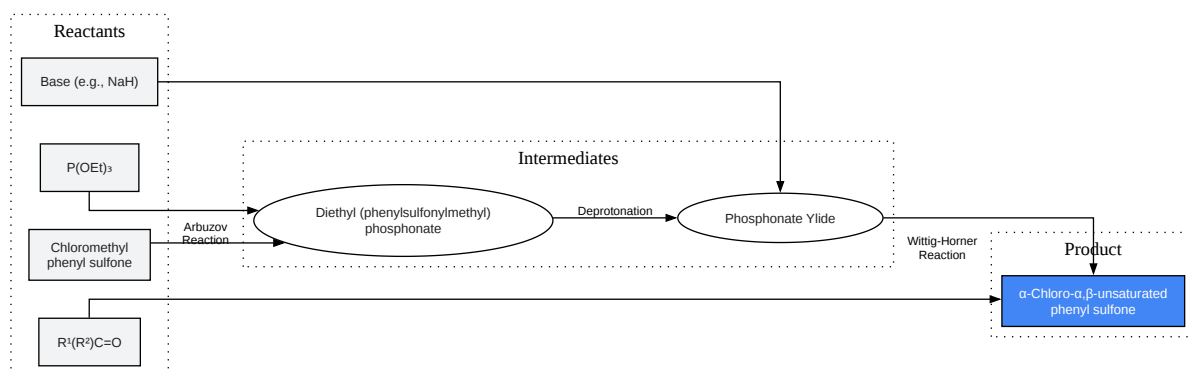 Reactants
Base (e.g., NaH)
P(OEt)₃
Chloromethyl
phenyl sulfone
R¹(R²)C=O
Arbuzov
Reaction
Intermediates
Diethyl (phenylsulfonylmethyl)
phosphonate
Deprotonation
Phosphonate Ylide
Wittig-Horner
Reaction
Product
α-Chloro-α,β-unsaturated
phenyl sulfone